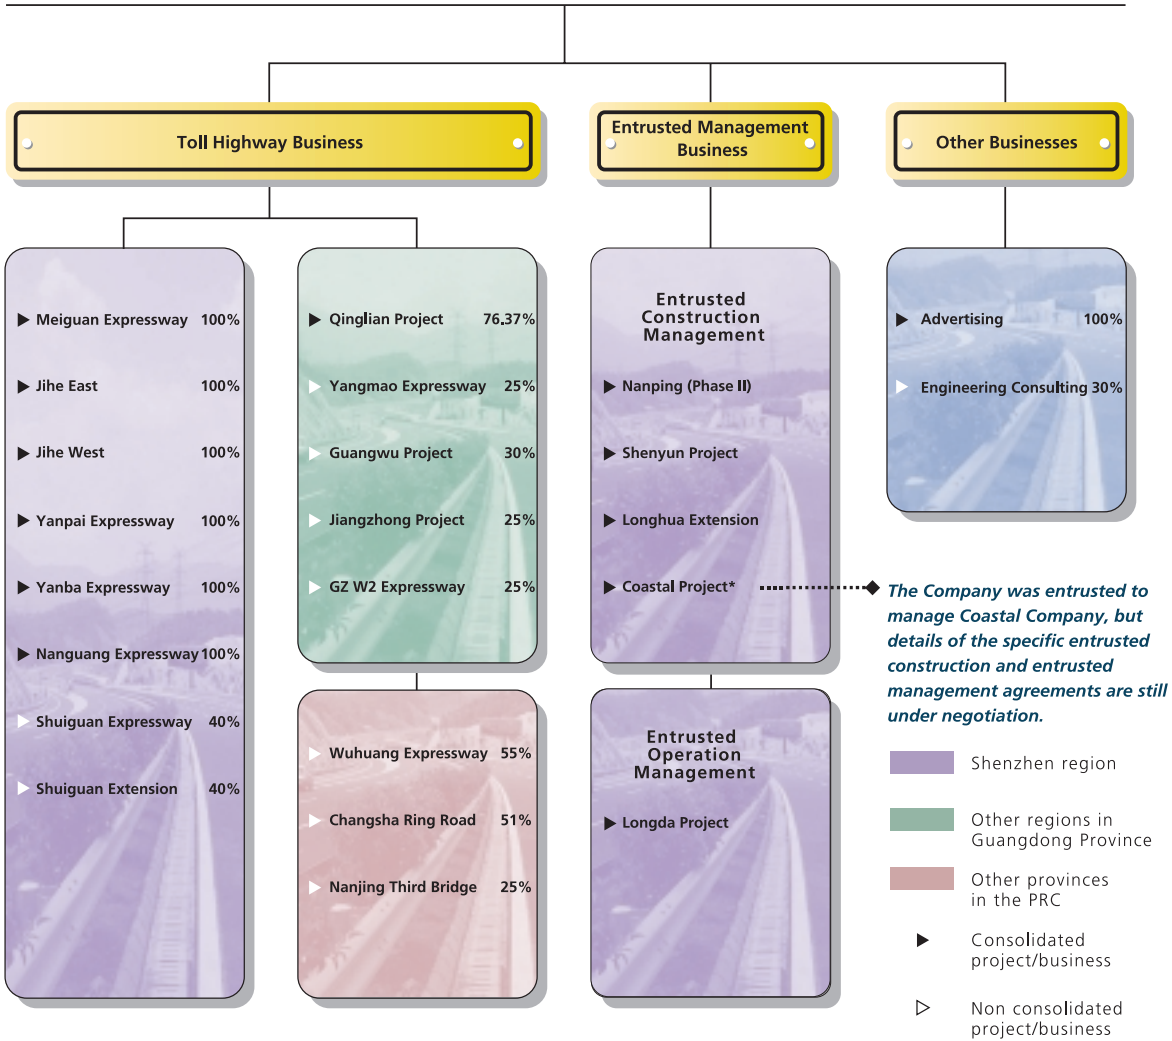 Toll Highway Business
Entrusted Management
Business
Other Businesses
Meiguan Expressway 100%
Jihe East 100%
Jihe West 100%
Yanpai Expressway 100%
Yanba Expressway 100%
Nanguang Expressway 100%
Shuiguan Expressway 40%
Shuiguan Extension 40%
Qinglian Project 76.37%
Yangmao Expressway 25%
Guangwu Project 30%
Jiangzhong Project 25%
GZ W2 Expressway 25%
Wuhuang Expressway 55%
Changsha Ring Road 51%
Nanjing Third Bridge 25%
Entrusted
Construction
Management
Nanping (Phase II)
Shenyun Project
Longhua Extension
Coastal Project*
Entrusted
Operation
Management
Longda Project
Advertising 100%
Engineering Consulting 30%
The Company was entrusted to
manage Coastal Company, but
details of the specific entrusted
construction and entrusted
management agreements are still
under negotiation.
Shenzhen region
Other regions in
Guangdong Province
Other provinces
in the PRC
Consolidated
project/business
Non consolidated
project/business